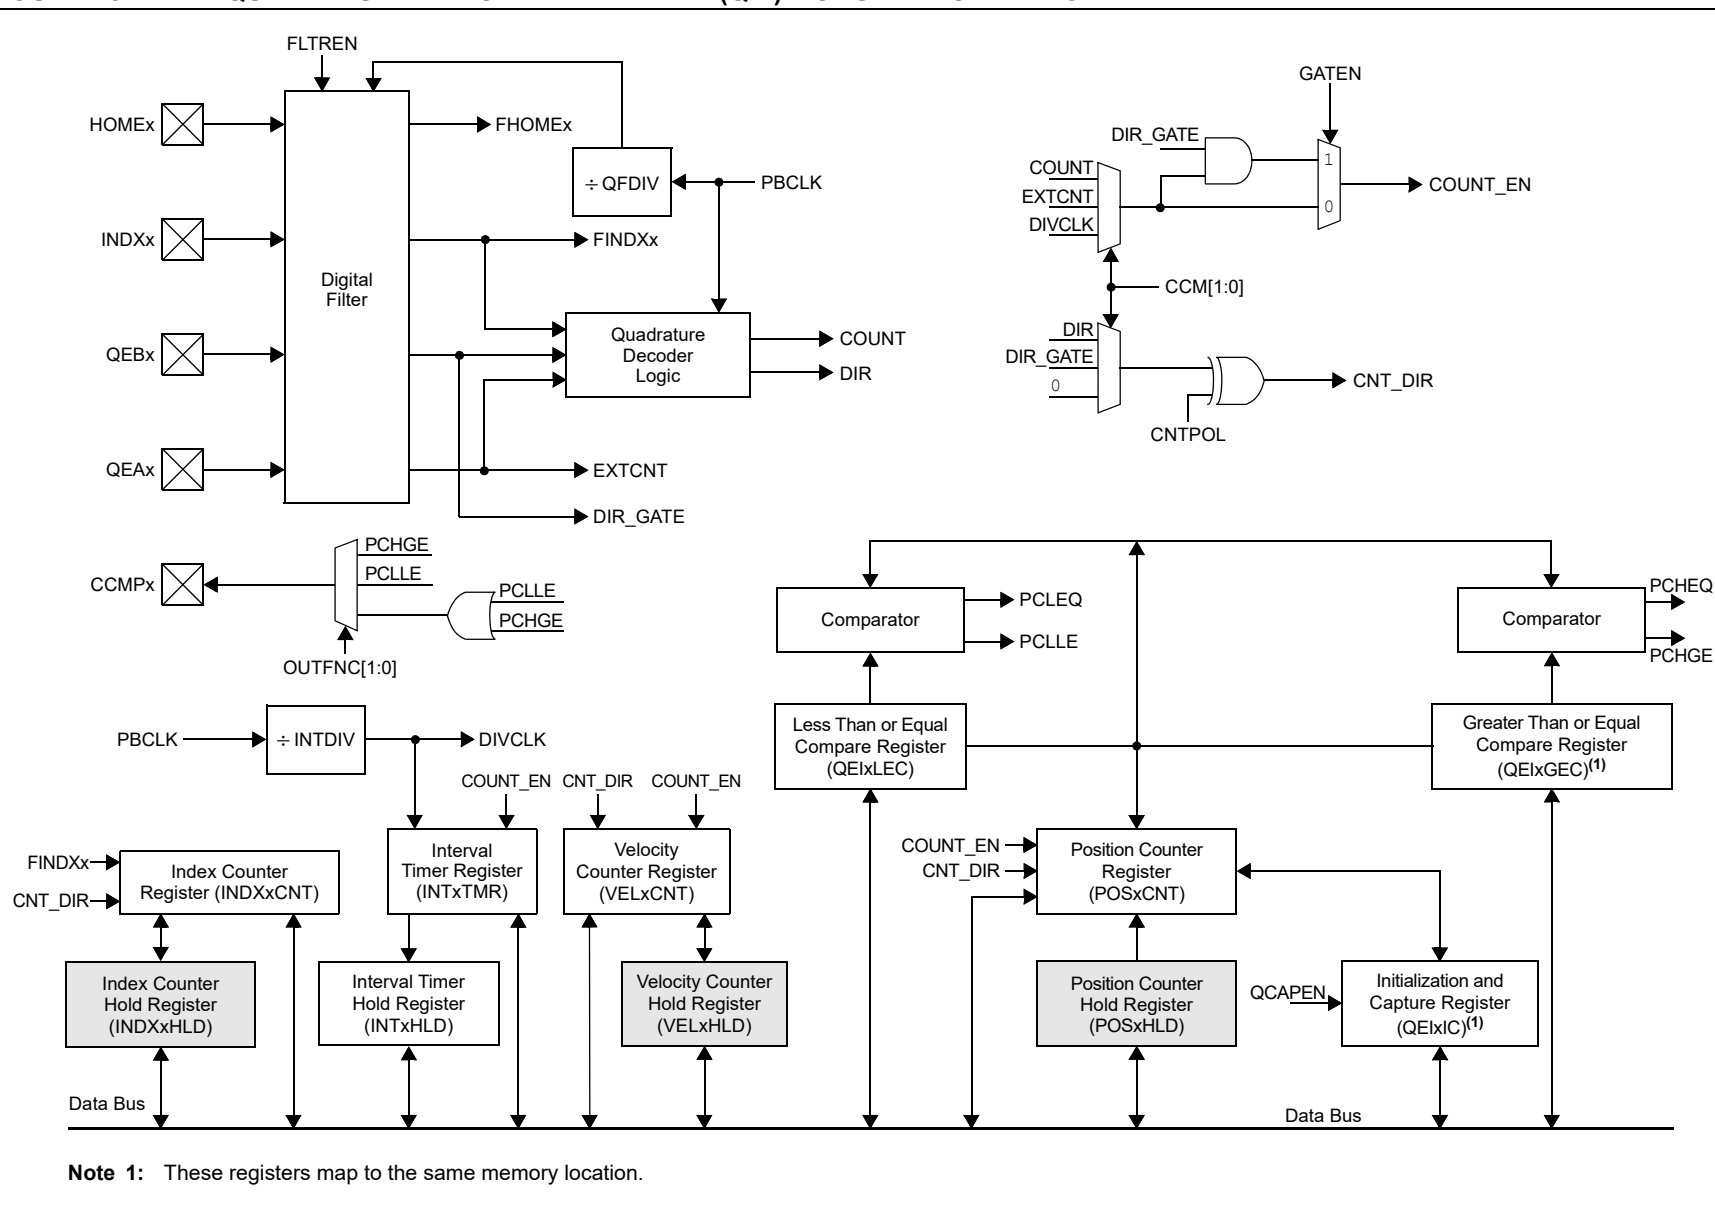 FLTREN
HOMEx
FHOMEx
÷ QFDIV
PBCLK
INDXx
FINDXx
Digital
Filter
QEBx
Quadrature
Decoder
Logic
COUNT
DIR
QEAx
EXTCNT
DIR_GATE
GATEN
DIR_GATE
COUNT
EXTCNT
DIVCLK
1
0
COUNT_EN
CCM[1:0]
DIR
DIR_GATE
0
CNT_DIR
CNTPOL
CCMPx
PCHGE
PCLLE
PCLLE
PCHGE
OUTFNC[1:0]
Comparator
PCLEQ
PCLLE
Comparator
PCHEQ
PCHGE
PBCLK
÷ INTDIV
DIVCLK
Less Than or Equal
Compare Register
(QEIxLEC)
Greater Than or Equal
Compare Register
(QEIxGEC)(1)
COUNT_EN
CNT_DIR
COUNT_EN
FINDXx
CNT_DIR
Index Counter
Register (INDXxCNT)
Interval
Timer Register
(INTxTMR)
Velocity
Counter Register
(VELxCNT)
COUNT_EN
CNT_DIR
Position Counter
Register
(POSxCNT)
Index Counter
Hold Register
(INDXxHLD)
Interval Timer
Hold Register
(INTxHLD)
Velocity Counter
Hold Register
(VELxHLD)
Position Counter
Hold Register
(POSxHLD)
QCAPEN
Initialization and
Capture Register
(QEIxIC)(1)
Data Bus
Data Bus
Note 1: These registers map to the same memory location.